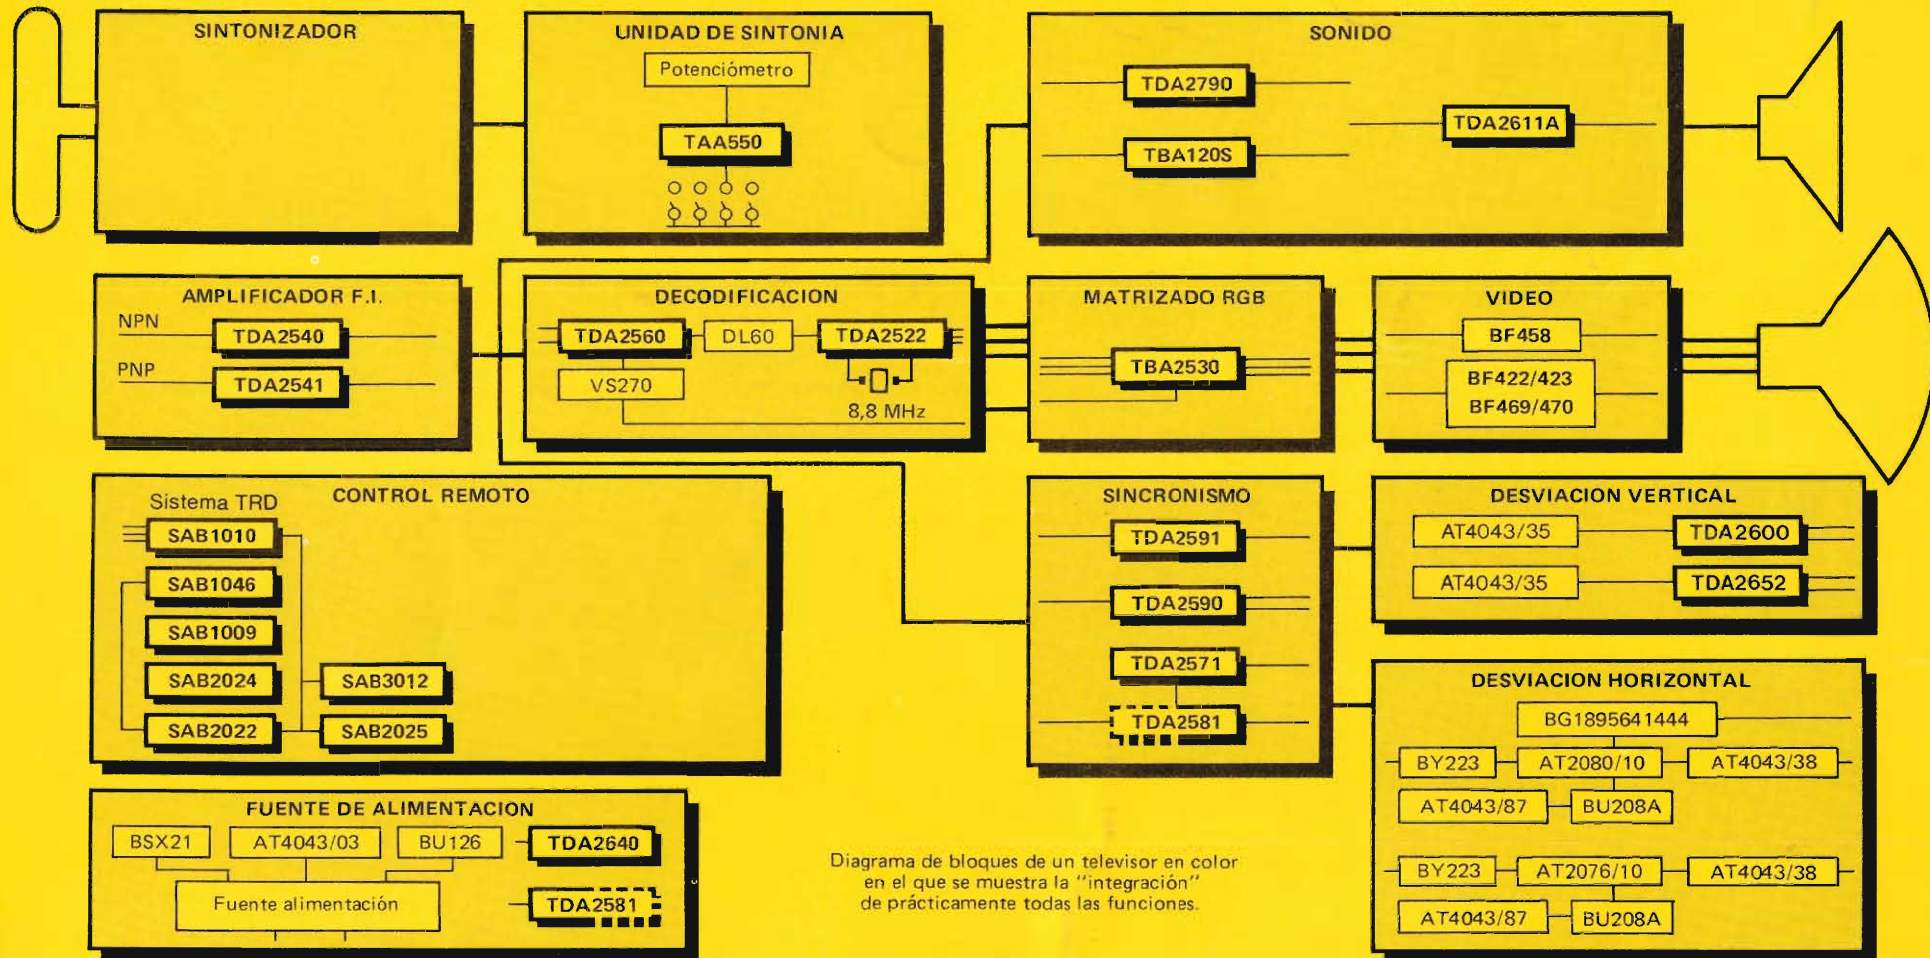 SINTONIZADOR
UNIDAD DE SINTONIA
Potenciómetro
TAA550
SONIDO
TDA2790
TBA120S
TDA2611A
AMPLIFICADOR F.I.
NPN
TDA2540
PNP
TDA2541
DECODIFICACION
TDA2560
DL60
TDA2522
VS270
8,8 MHz
MATRIZADO RGB
TBA2530
VIDEO
BF458
BF422/423
BF469/470
CONTROL REMOTO
Sistema TRD
SAB1010
SAB1046
SAB1009
SAB2024
SAB3012
SAB2022
SAB2025
SINCRONISMO
TDA2591
TDA2590
TDA2571
TDA2581
DESVIACION VERTICAL
AT4043/35
TDA2600
AT4043/35
TDA2652
DESVIACION HORIZONTAL
BG1895641444
BY223
AT2080/10
AT4043/38
AT4043/87
BU208A
BY223
AT2076/10
AT4043/38
AT4043/87
BU208A
FUENTE DE ALIMENTACION
BSX21
AT4043/03
BU126
TDA2640
Fuente alimentación
TDA2581
Diagrama de bloques de un televisor en color
en el que se muestra la "integración"
de prácticamente todas las funciones.